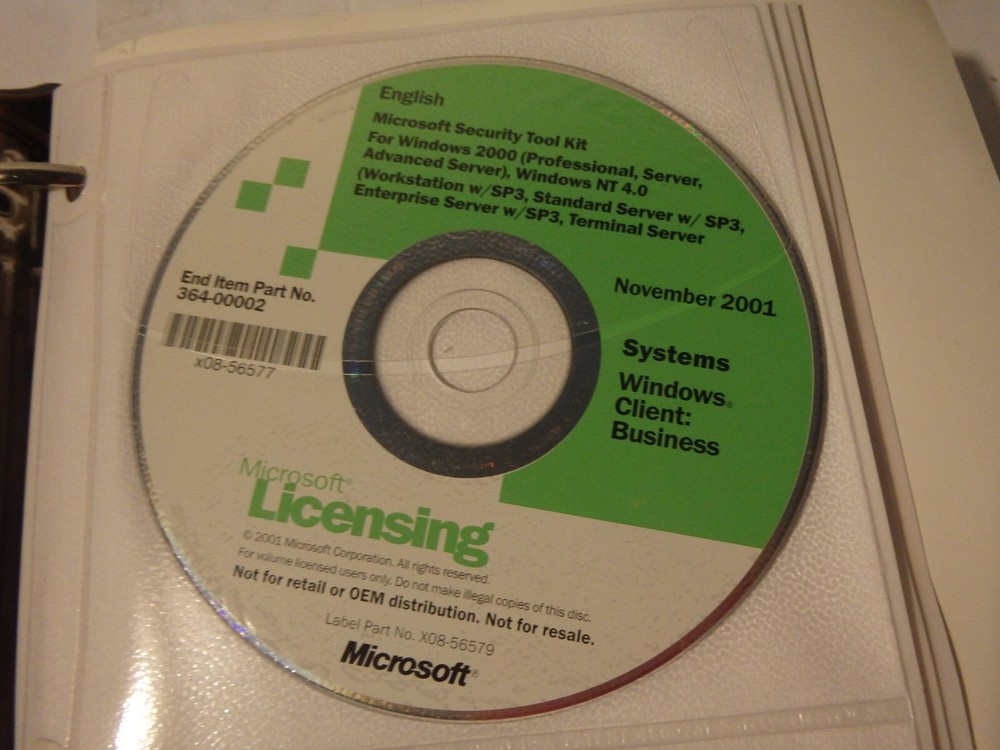 English
Microsoft Security Tool Kit
For Windows 2000 (Professional, Server,
Advanced Server), Windows NT 4.0
(Workstation w/SP3, Standard Server w/ SP3,
Enterprise Server w/SP3, Terminal Server
End Item Part No.
364-00002
x08-56577
November 2001
Systems
Windows®
Client:
Business
Microsoft®
Licensing
© 2001 Microsoft Corporation. All rights reserved.
For volume licensed users only. Do not make illegal copies of this disc.
Not for retail or OEM distribution. Not for resale.
Label Part No. X08-56579
Microsoft®